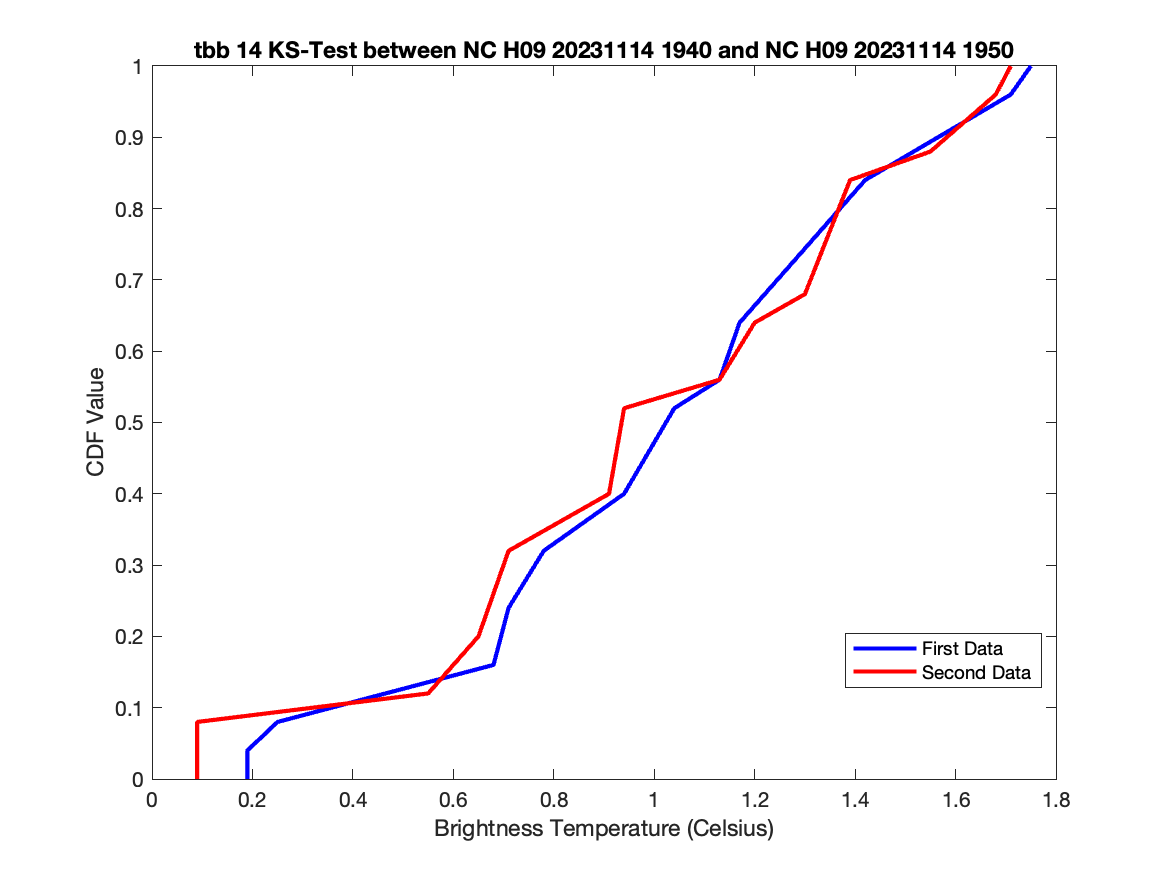 tbb 14 KS-Test between NC H09 20231114 1940 and NC H09 20231114 1950
1
0.9
0.8
0.7
0.6
0.5
0.4
0.3
0.2
0.1
0
CDF Value
First Data
Second Data
0 0.2 0.4 0.6 0.8 1 1.2 1.4 1.6 1.8
Brightness Temperature (Celsius)